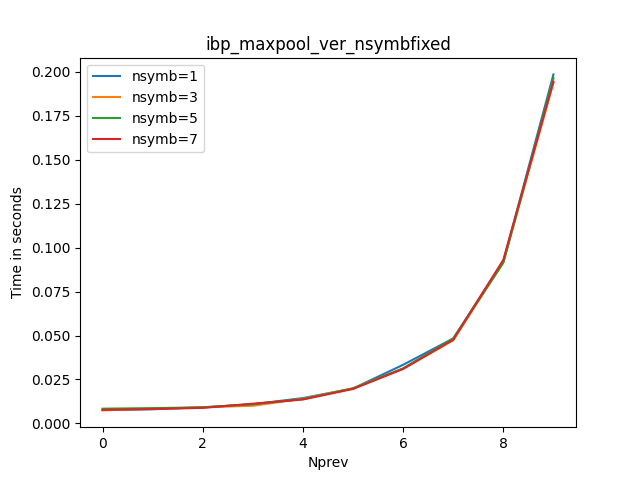 ibp_maxpool_ver_nsymbfixed
nsymb=1
nsymb=3
nsymb=5
nsymb=7
Time in seconds
0.200
0.175
0.150
0.125
0.100
0.075
0.050
0.025
0.000
0 2 4 6 8
Nprev